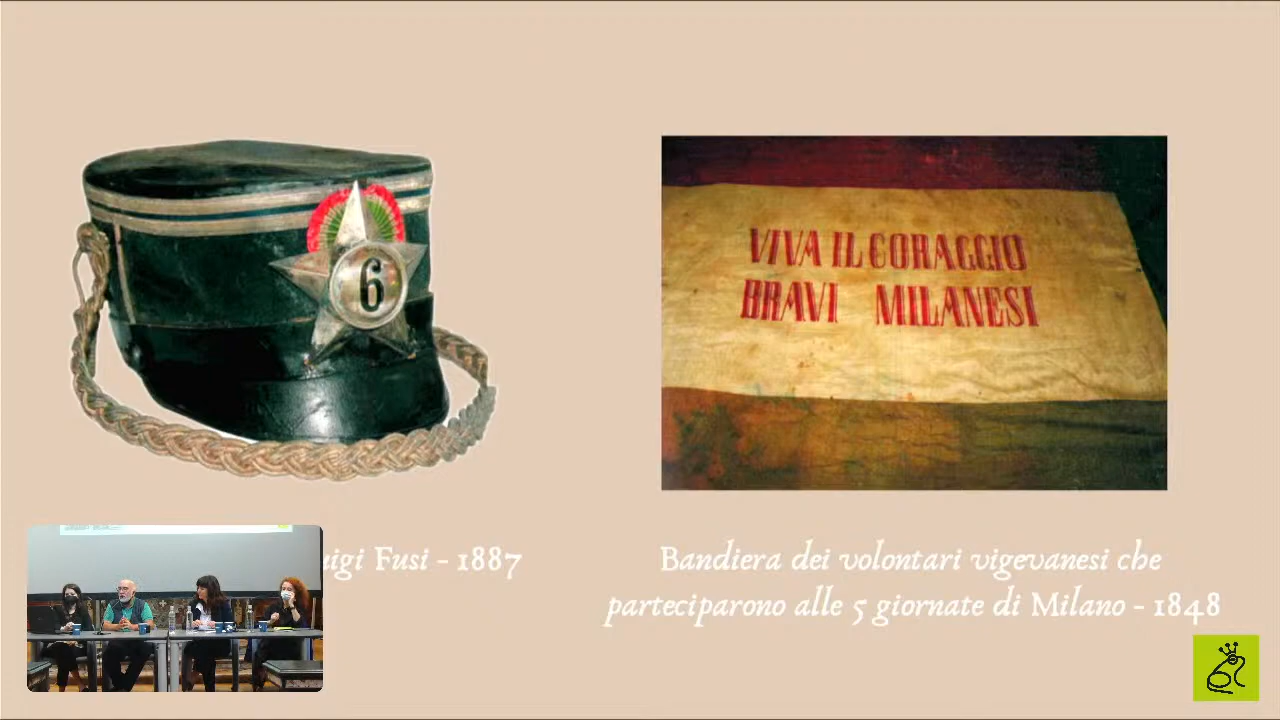 6
VIVA IL CORAGGIO
BRAVI MILANESI
Fusi - 1887
Bandiera dei volontari vigevanesi che
parteciparono alle 5 giornate di Milano - 1848